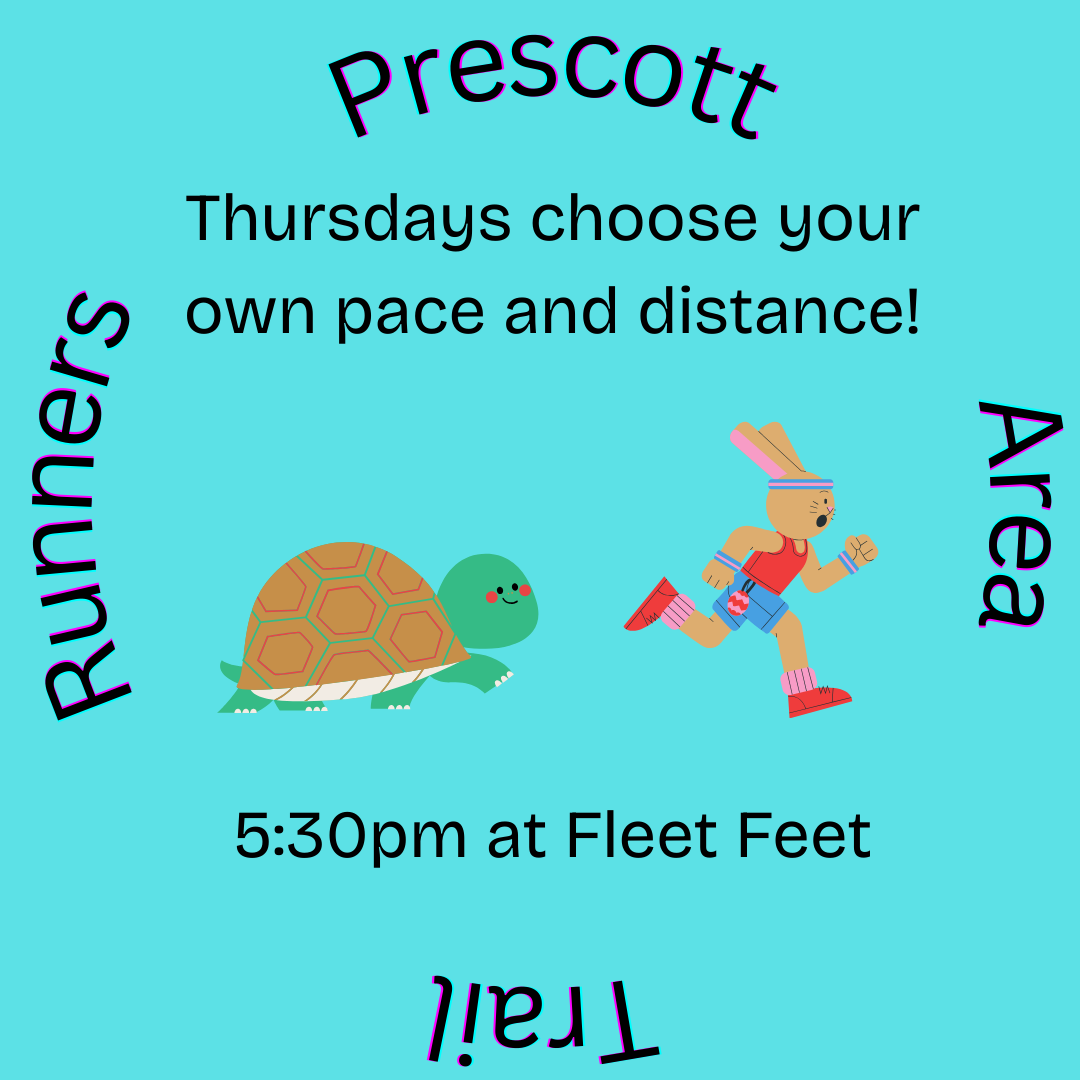 Prescott
Thursdays choose your
own pace and distance!
Area
5:30pm at Fleet Feet
Trail
Runners